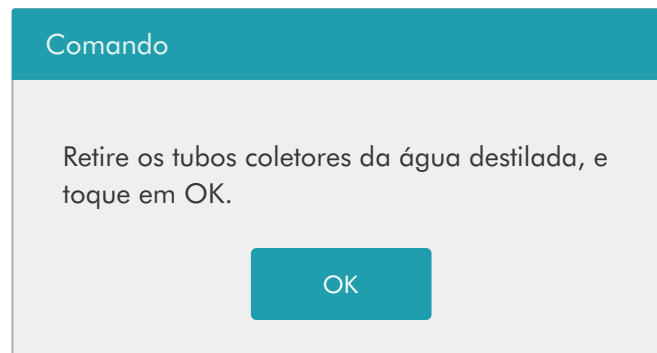 Comando
Retire os tubos coletores da água destilada, e
toque em OK.
OK